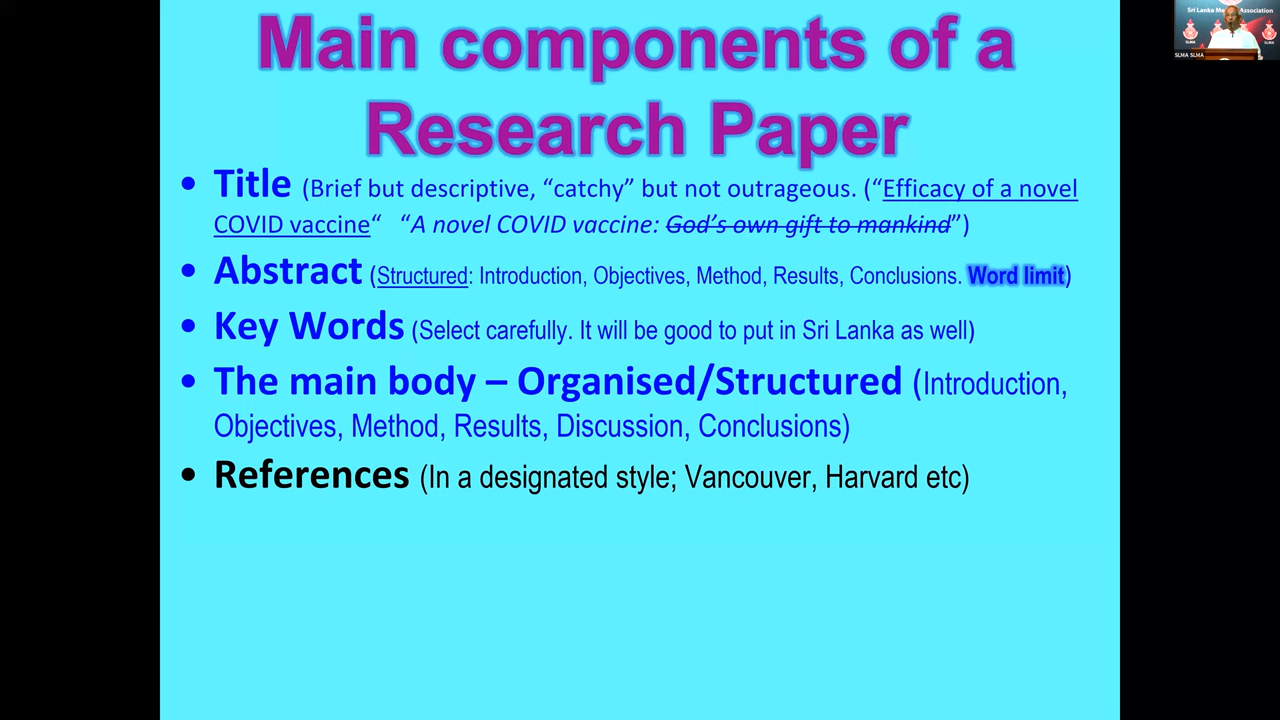 Main components of a
Research Paper
• Title (Brief but descriptive, “catchy” but not outrageous. (“Efficacy of a novel
COVID vaccine“ “A novel COVID vaccine: God’s own gift to mankind”)
• Abstract (Structured: Introduction, Objectives, Method, Results, Conclusions. Word limit)
• Key Words (Select carefully. It will be good to put in Sri Lanka as well)
• The main body – Organised/Structured (Introduction,
Objectives, Method, Results, Discussion, Conclusions)
• References (In a designated style; Vancouver, Harvard etc)
Sri Lanka Me Association
SLMA
SLMA
SLMA SLMA